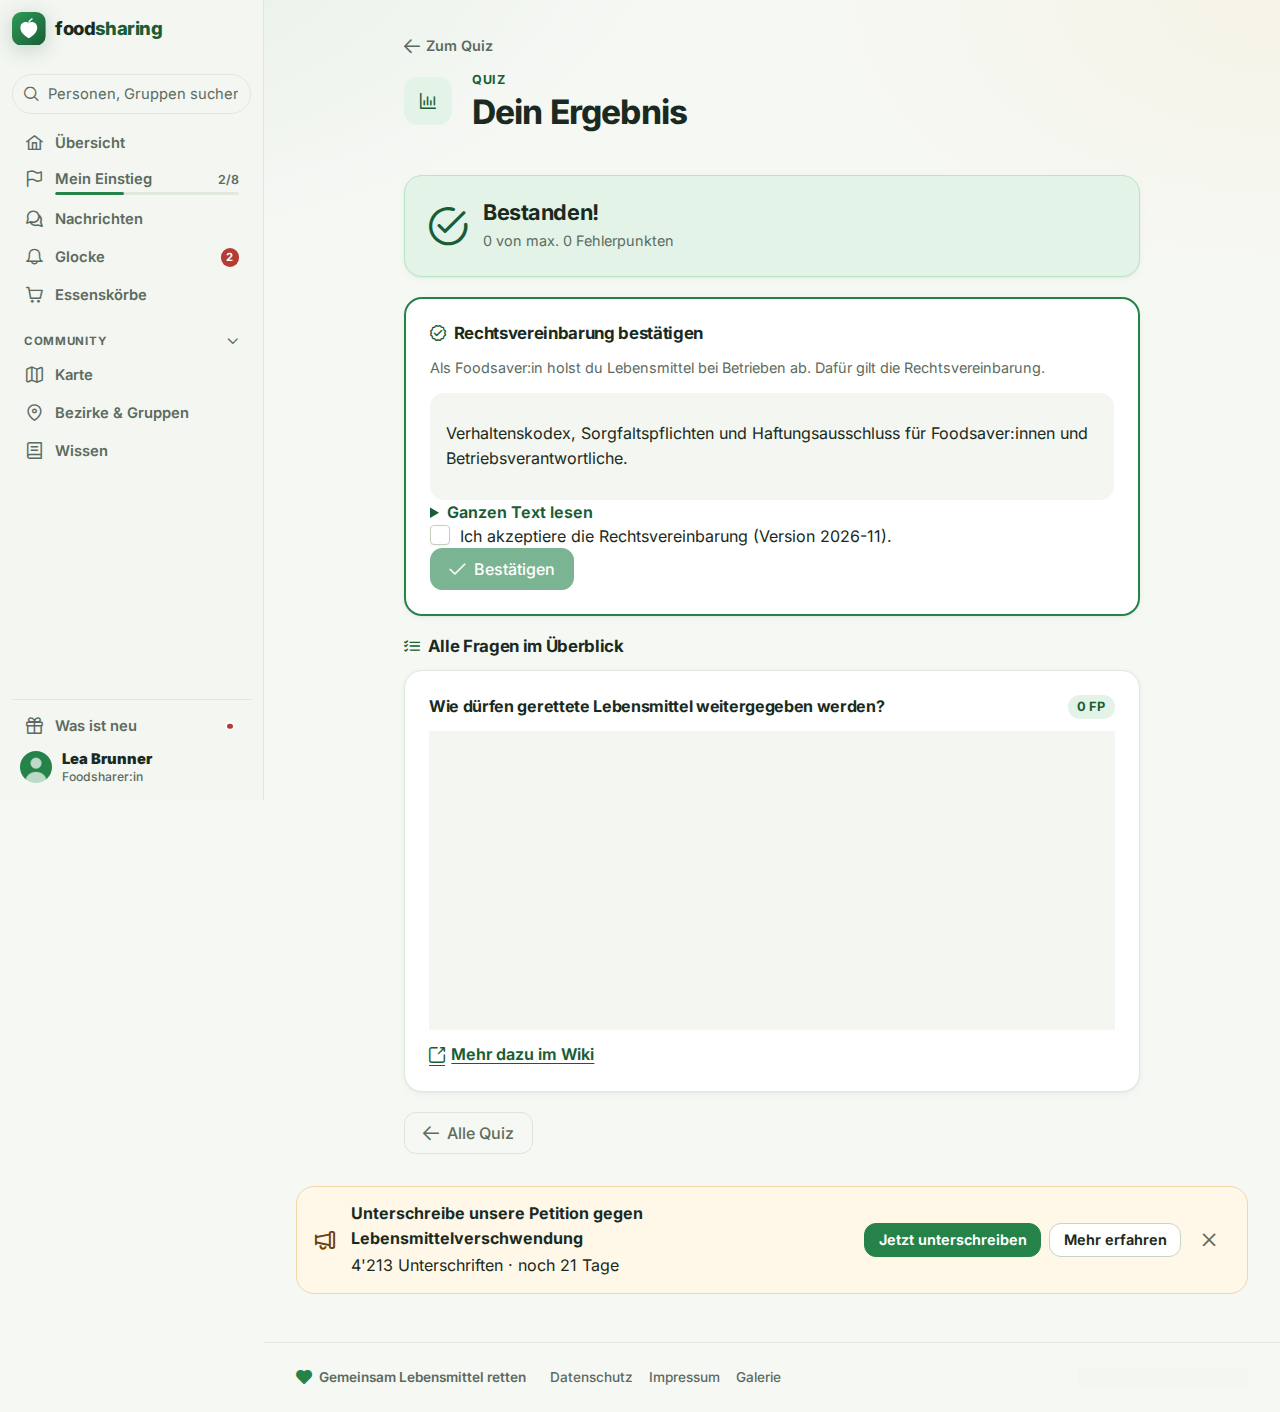 foodsharing
Personen, Gruppen sucher
Übersicht
Mein Einstieg 2/8
Nachrichten
Glocke 2
Essenskörbe
COMMUNITY
Karte
Bezirke & Gruppen
Wissen
Was ist neu
Lea Brunner
Foodsharer:in
Zum Quiz
QUIZ
Dein Ergebnis
Bestanden!
0 von max. 0 Fehlerpunkten
Rechtsvereinbarung bestätigen
Als Foodsaver:in holst du Lebensmittel bei Betrieben ab. Dafür gilt die Rechtsvereinbarung.
Verhaltenskodex, Sorgfaltspflichten und Haftungsausschluss für Foodsaver:innen und
Betriebsverantwortliche.
Ganzen Text lesen
Ich akzeptiere die Rechtsvereinbarung (Version 2026-11).
Bestätigen
Alle Fragen im Überblick
Wie dürfen gerettete Lebensmittel weitergegeben werden? 0 FP
Mehr dazu im Wiki
Alle Quiz
Unterschreibe unsere Petition gegen
Lebensmittelverschwendung
4'213 Unterschriften · noch 21 Tage
Jetzt unterschreiben Mehr erfahren
Gemeinsam Lebensmittel retten Datenschutz Impressum Galerie